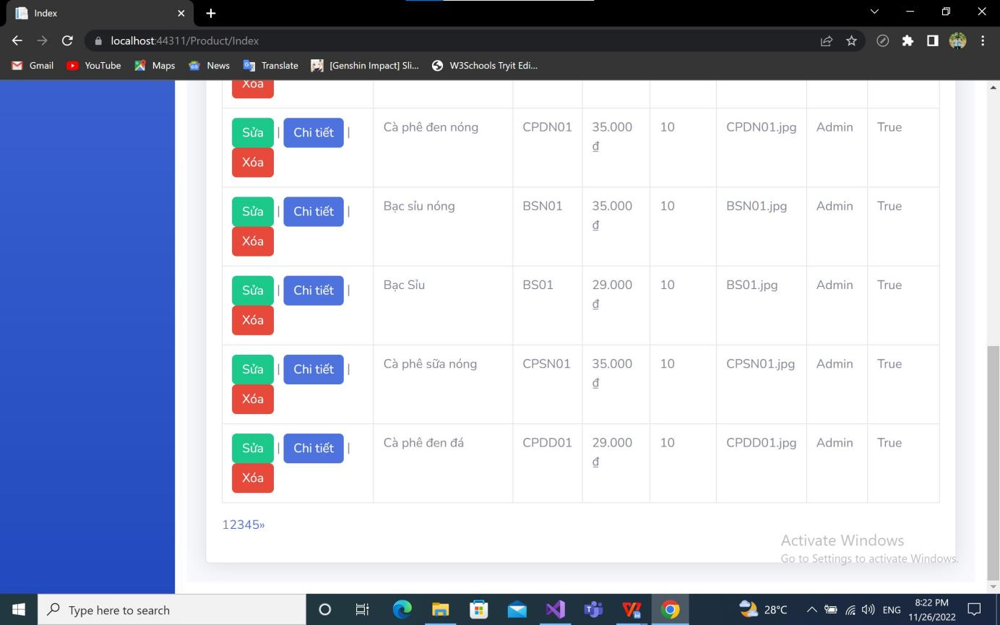 Index
localhost:44311/Product/Index
Gmail YouTube Maps News Translate [Genshin Impact] Sli... W3Schools Tryit Edi...
Xóa
Sửa | Chi tiết | Cà phê đen nóng CPDN01 35.000 10 CPDN01.jpg Admin True
₫
Xóa
Sửa | Chi tiết | Bạc sỉu nóng BSN01 35.000 10 BSN01.jpg Admin True
₫
Xóa
Sửa | Chi tiết | Bạc Sỉu BS01 29.000 10 BS01.jpg Admin True
₫
Xóa
Sửa | Chi tiết | Cà phê sữa nóng CPSN01 35.000 10 CPSN01.jpg Admin True
₫
Xóa
Sửa | Chi tiết | Cà phê đen đá CPDD01 29.000 10 CPDD01.jpg Admin True
₫
Xóa
12345»
Activate Windows
Go to Settings to activate Windows.
Type here to search 28°C ENG 8:22 PM
11/26/2022